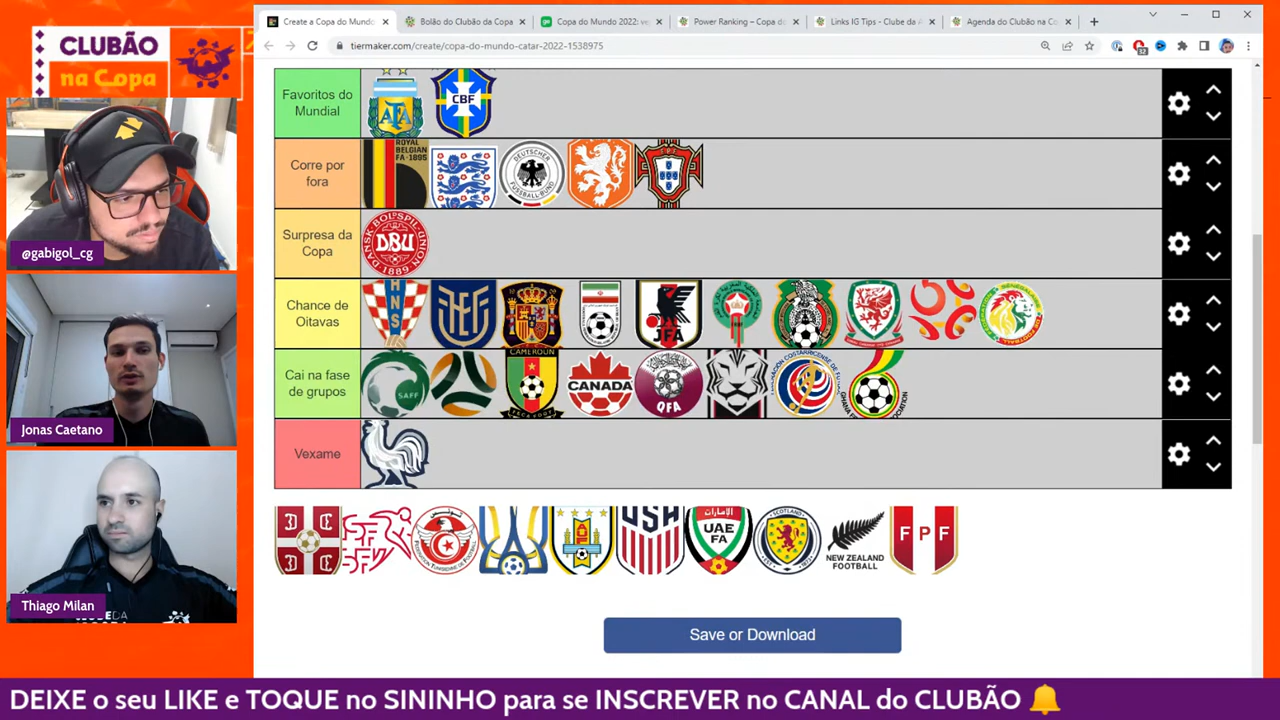 CLUBÃO
na Copa
@gabigol_cg
Jonas Caetano
Thiago Milan
Create a Copa do Mundo
Bolão do Clubão da Copa
Copa do Mundo 2022: ve
Power Ranking – Copa d
Links IG Tips - Clube da A
Agenda do Clubão na Co
tiermaker.com/create/copa-do-mundo-catar-2022-1538975
Favoritos do
Mundial
AFA
CBF
Corre por
fora
ROYAL
BELGIAN
FA·1895
DEUTSCHER
FUSSBALL-BUND
FPF
Surpresa da
Copa
DANSK BOLDSPIL-UNION
DBU
1889
Chance de
Oitavas
HNS
FEF
JFA
Cai na fase
de grupos
SAFF
CAMEROUN
FECAFOOT
CANADA
QFA
Vexame
USA
UAE
FA
SCOTLAND
NEW ZEALAND
FOOTBALL
FPF
Save or Download
DEIXE o seu LIKE e TOQUE no SININHO para se INSCREVER no CANAL do CLUBÃO 🔔